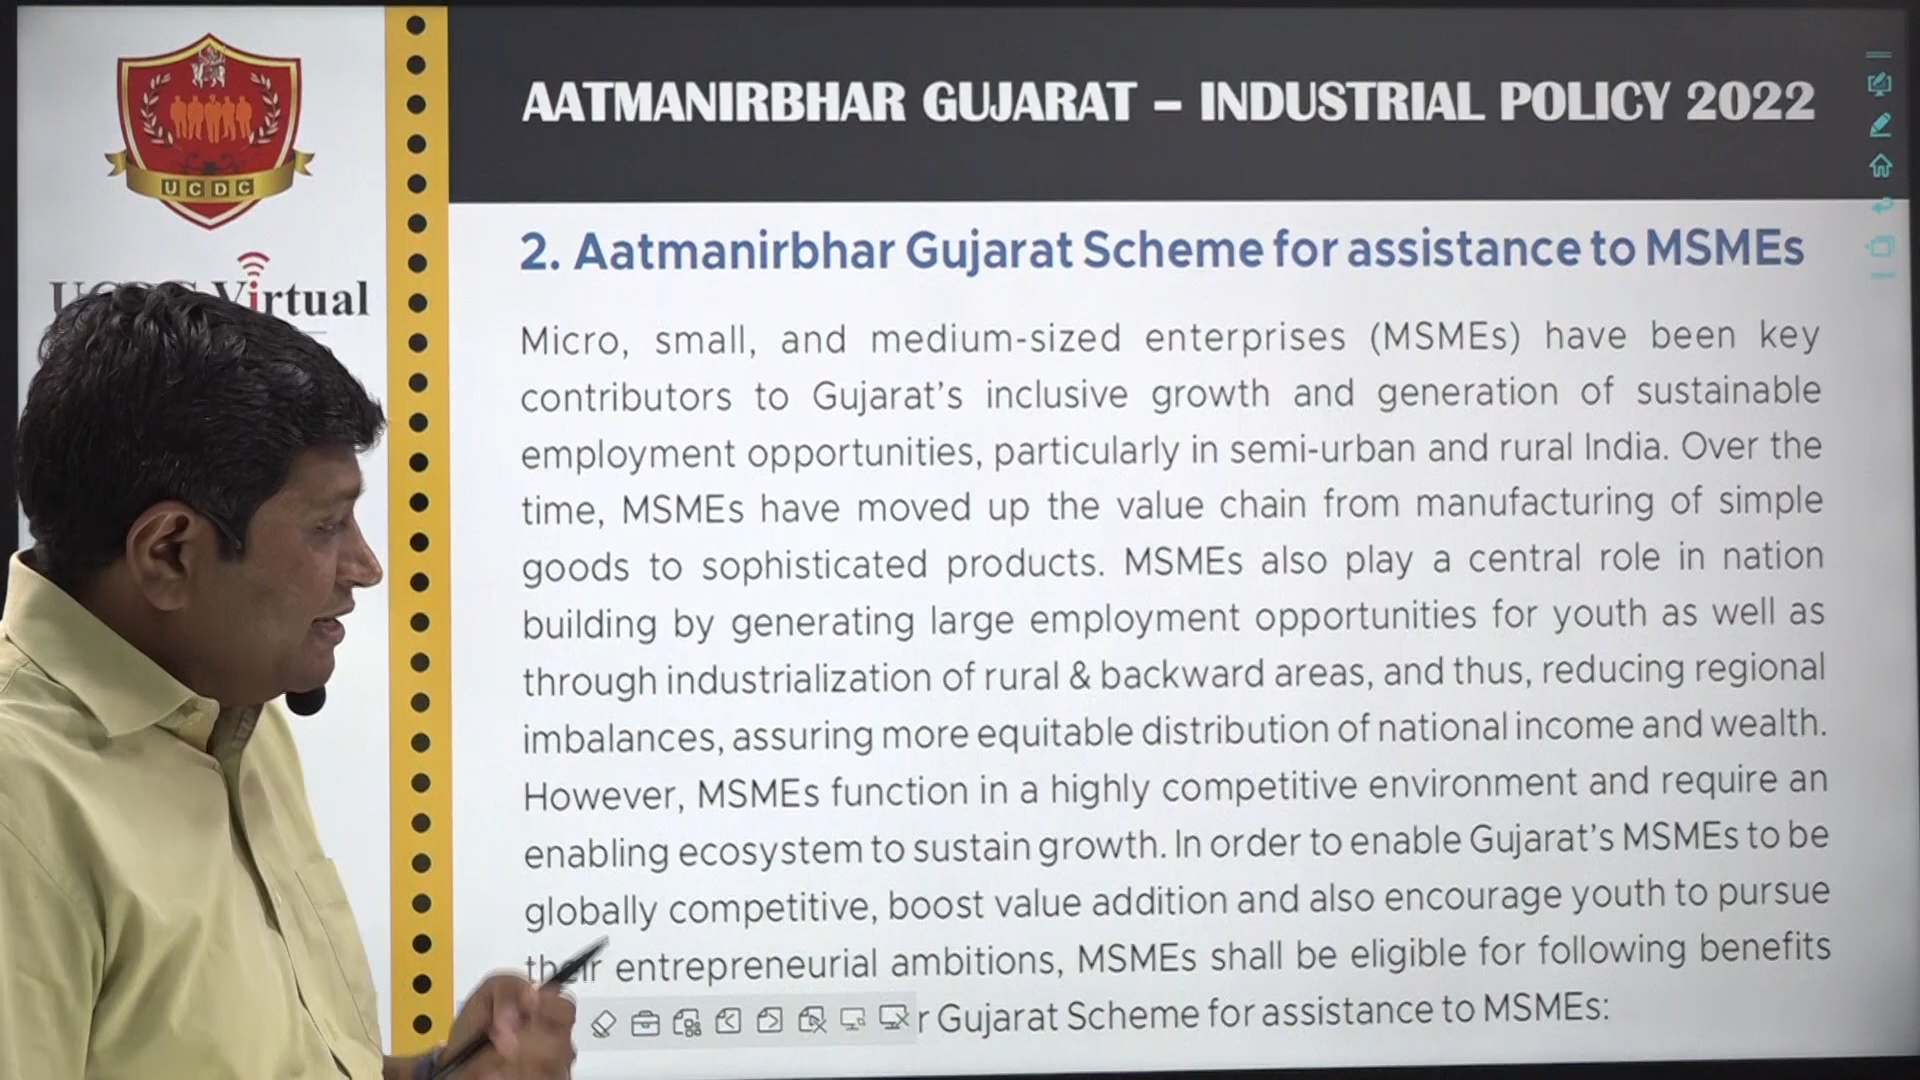 UCDC
Virtual
AATMANIRBHAR GUJARAT – INDUSTRIAL POLICY 2022
2. Aatmanirbhar Gujarat Scheme for assistance to MSMEs
Micro, small, and medium-sized enterprises (MSMEs) have been key
contributors to Gujarat's inclusive growth and generation of sustainable
employment opportunities, particularly in semi-urban and rural India. Over the
time, MSMEs have moved up the value chain from manufacturing of simple
goods to sophisticated products. MSMEs also play a central role in nation
building by generating large employment opportunities for youth as well as
through industrialization of rural & backward areas, and thus, reducing regional
imbalances, assuring more equitable distribution of national income and wealth.
However, MSMEs function in a highly competitive environment and require an
enabling ecosystem to sustain growth. In order to enable Gujarat's MSMEs to be
globally competitive, boost value addition and also encourage youth to pursue
their entrepreneurial ambitions, MSMEs shall be eligible for following benefits
r Gujarat Scheme for assistance to MSMEs: